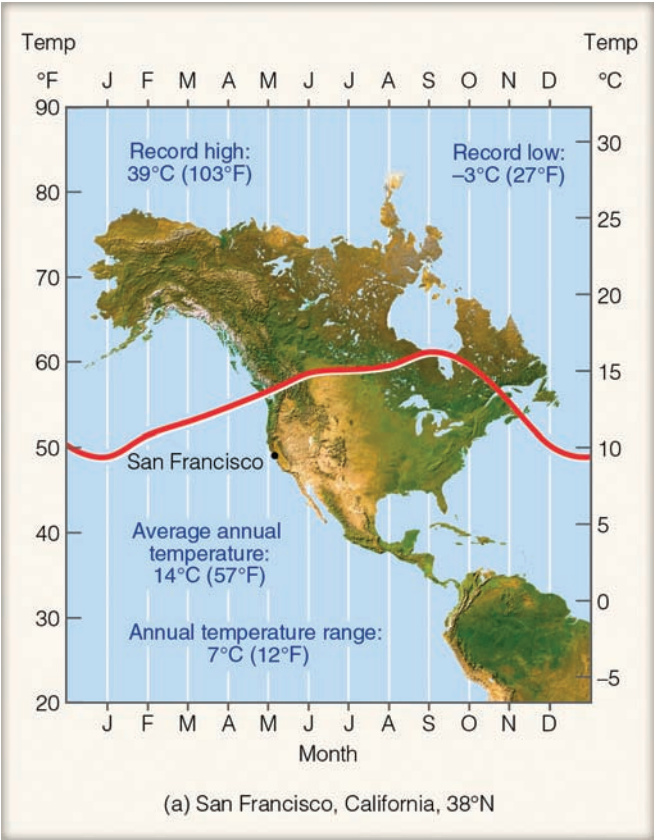 Temp Temp
°F J F M A M J J A S O N D °C
90
30
Record high: Record low:
39°C (103°F) –3°C (27°F)
80
25
70
20
60
15
50
10
San Francisco
40
Average annual
temperature:
14°C (57°F)
5
0
30
Annual temperature range:
7°C (12°F)
–5
20
J F M A M J J A S O N D
Month
(a) San Francisco, California, 38°N